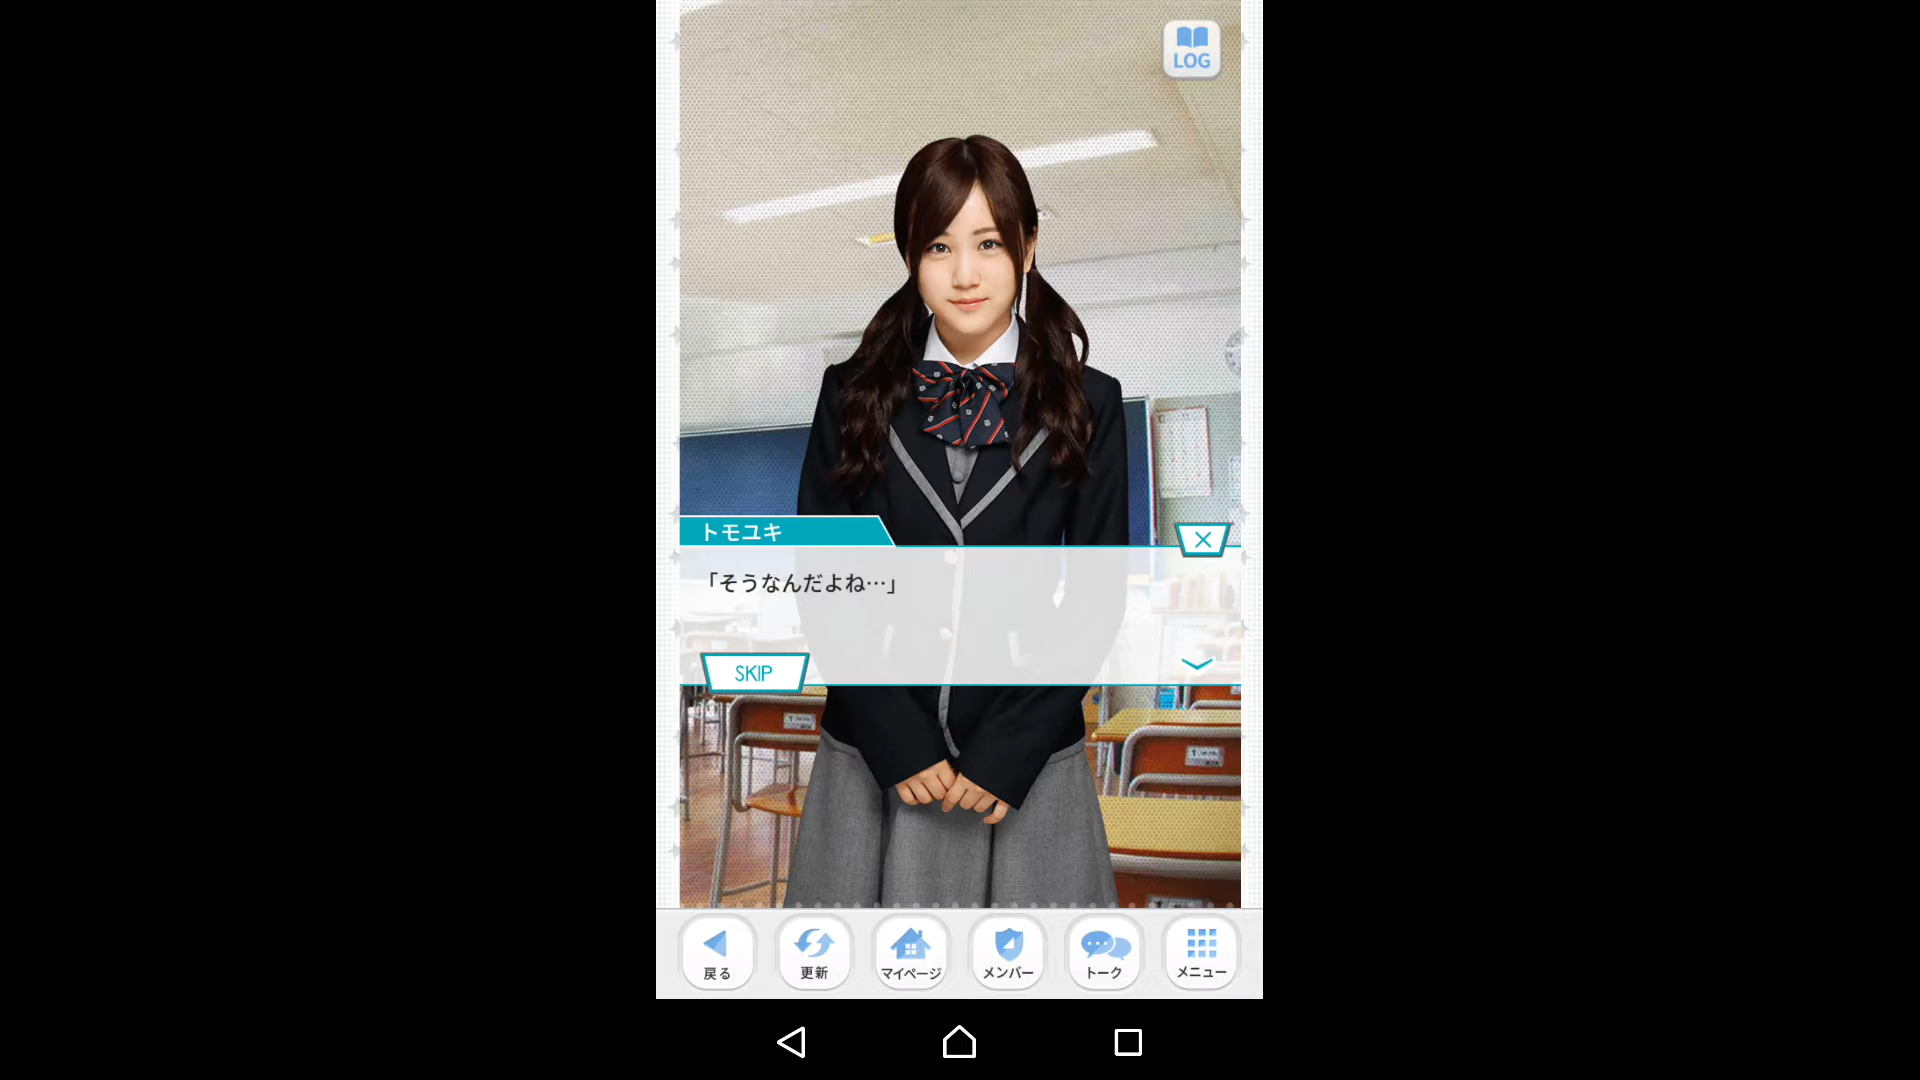 LOG
トモユキ
「そうなんだよね…」
SKIP
戻る
更新
マイページ
メンバー
トーク
メニュー